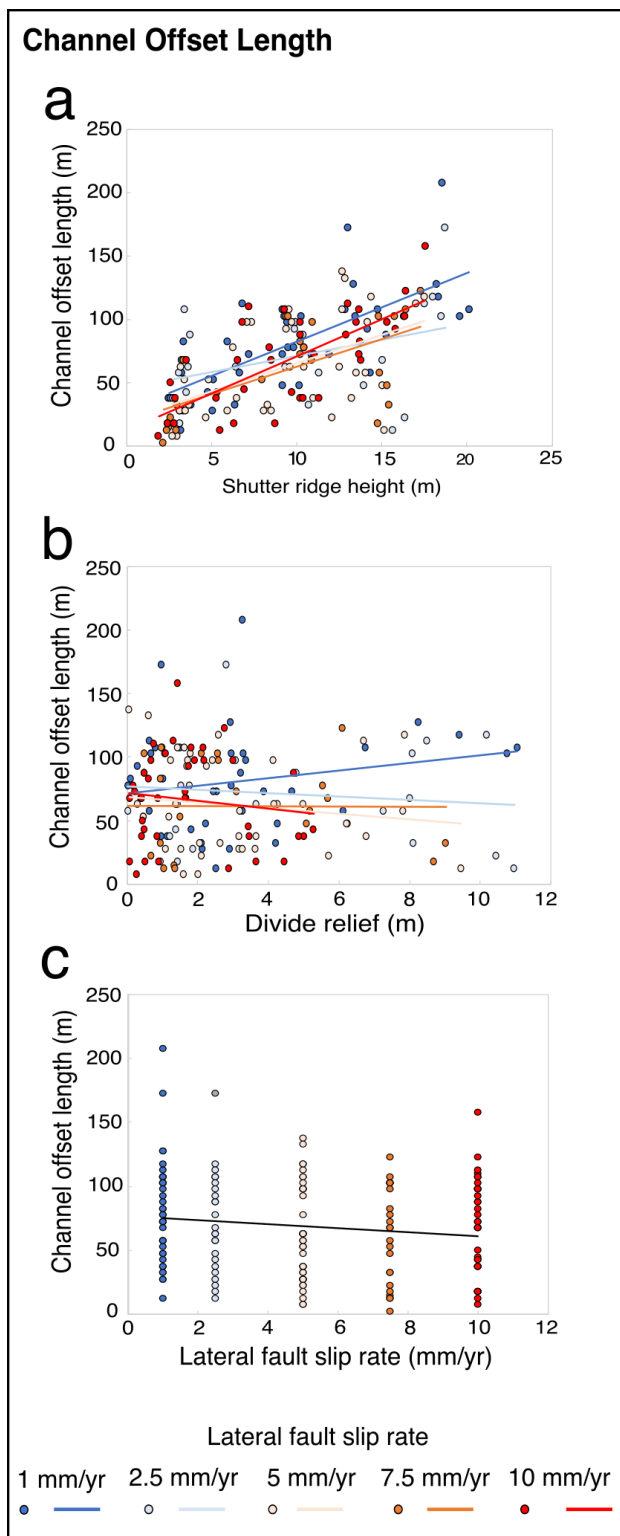 Channel Offset Length
a
250
200
150
100
50
0
Channel offset length (m)
0 5 10 15 20 25
Shutter ridge height (m)
b
250
200
150
100
50
0
Channel offset length (m)
0 2 4 6 8 10 12
Divide relief (m)
c
250
200
150
100
50
0
Channel offset length (m)
0 2 4 6 8 10 12
Lateral fault slip rate (mm/yr)
Lateral fault slip rate
1 mm/yr 2.5 mm/yr 5 mm/yr 7.5 mm/yr 10 mm/yr